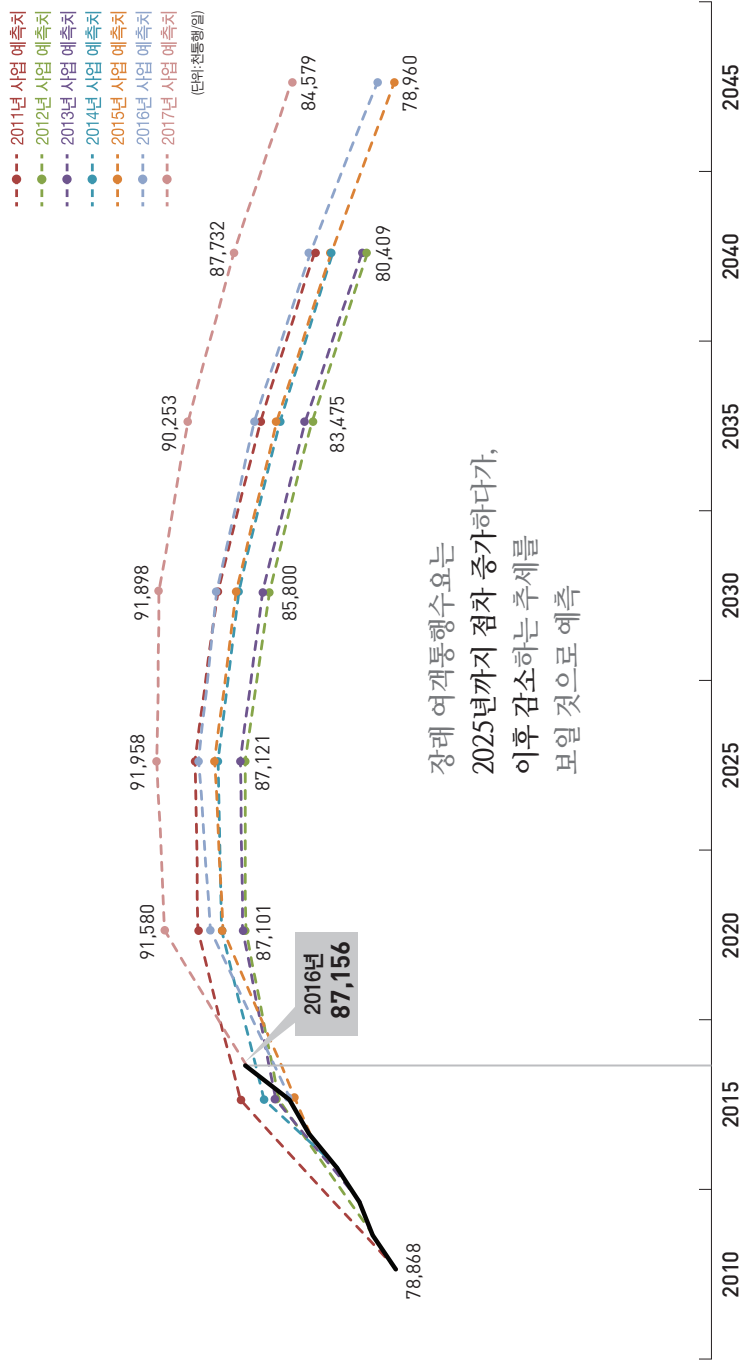 2011년 사업 예측치
2012년 사업 예측치
2013년 사업 예측치
2014년 사업 예측치
2015년 사업 예측치
2016년 사업 예측치
2017년 사업 예측치
(단위:천통행/일)
91,580
91,958
91,898
90,253
87,732
84,579
87,101
87,121
85,800
83,475
80,409
78,960
2016년
87,156
78,868
장래 여객통행수요는
2025년까지 점차 증가하다가,
이후 감소하는 추세를
보일 것으로 예측
2010
2015
2020
2025
2030
2035
2040
2045